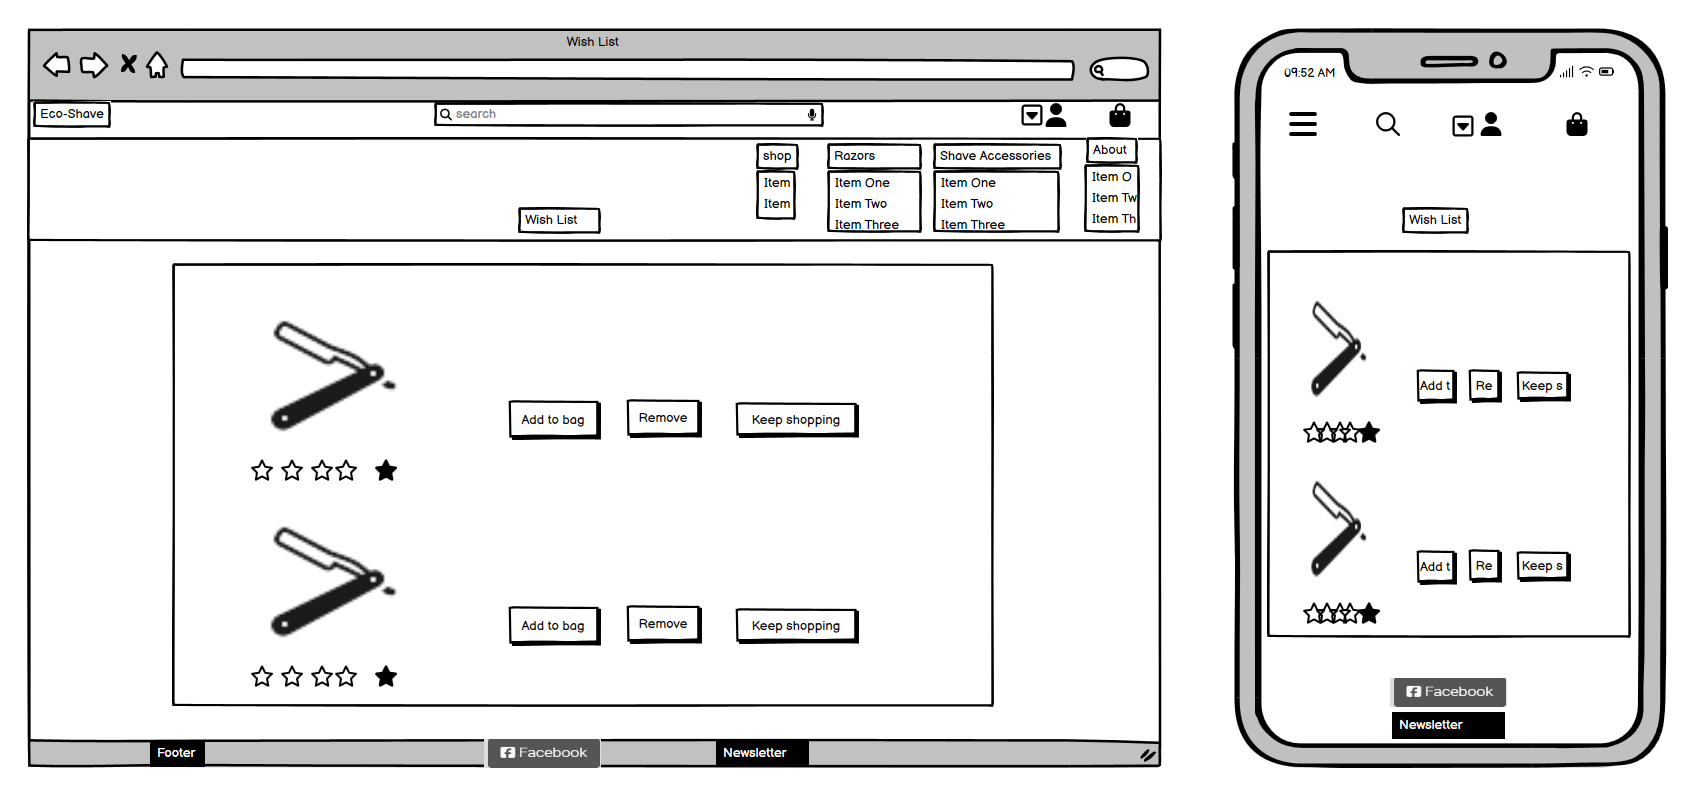 Wish List
Eco-Shave
search
shop
Item
Item
Razors
Item One
Item Two
Item Three
Shave Accessories
Item One
Item Two
Item Three
About
Item O
Item Tw
Item Th
Wish List
Add to bag
Remove
Keep shopping
Add to bag
Remove
Keep shopping
Footer
Facebook
Newsletter
09:52 AM
Wish List
Add t
Re
Keep s
Add t
Re
Keep s
Facebook
Newsletter